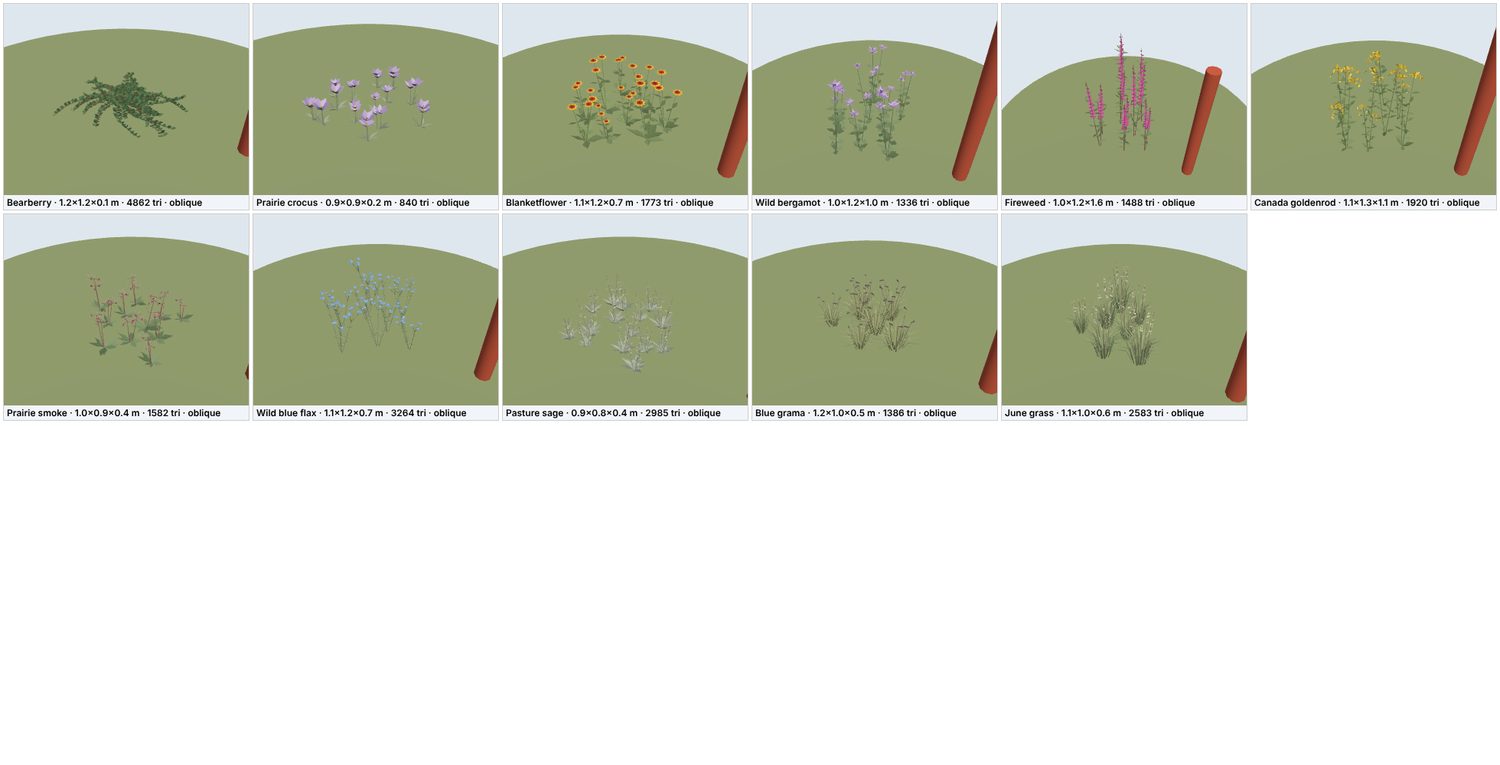 Bearberry · 1.2×1.2×0.1 m · 4862 tri · oblique
Prairie crocus · 0.9×0.9×0.2 m · 840 tri · oblique
Blanketflower · 1.1×1.2×0.7 m · 1773 tri · oblique
Wild bergamot · 1.0×1.2×1.0 m · 1336 tri · oblique
Fireweed · 1.0×1.2×1.6 m · 1488 tri · oblique
Canada goldenrod · 1.1×1.3×1.1 m · 1920 tri · oblique
Prairie smoke · 1.0×0.9×0.4 m · 1582 tri · oblique
Wild blue flax · 1.1×1.2×0.7 m · 3264 tri · oblique
Pasture sage · 0.9×0.8×0.4 m · 2985 tri · oblique
Blue grama · 1.2×1.0×0.5 m · 1386 tri · oblique
June grass · 1.1×1.0×0.6 m · 2583 tri · oblique